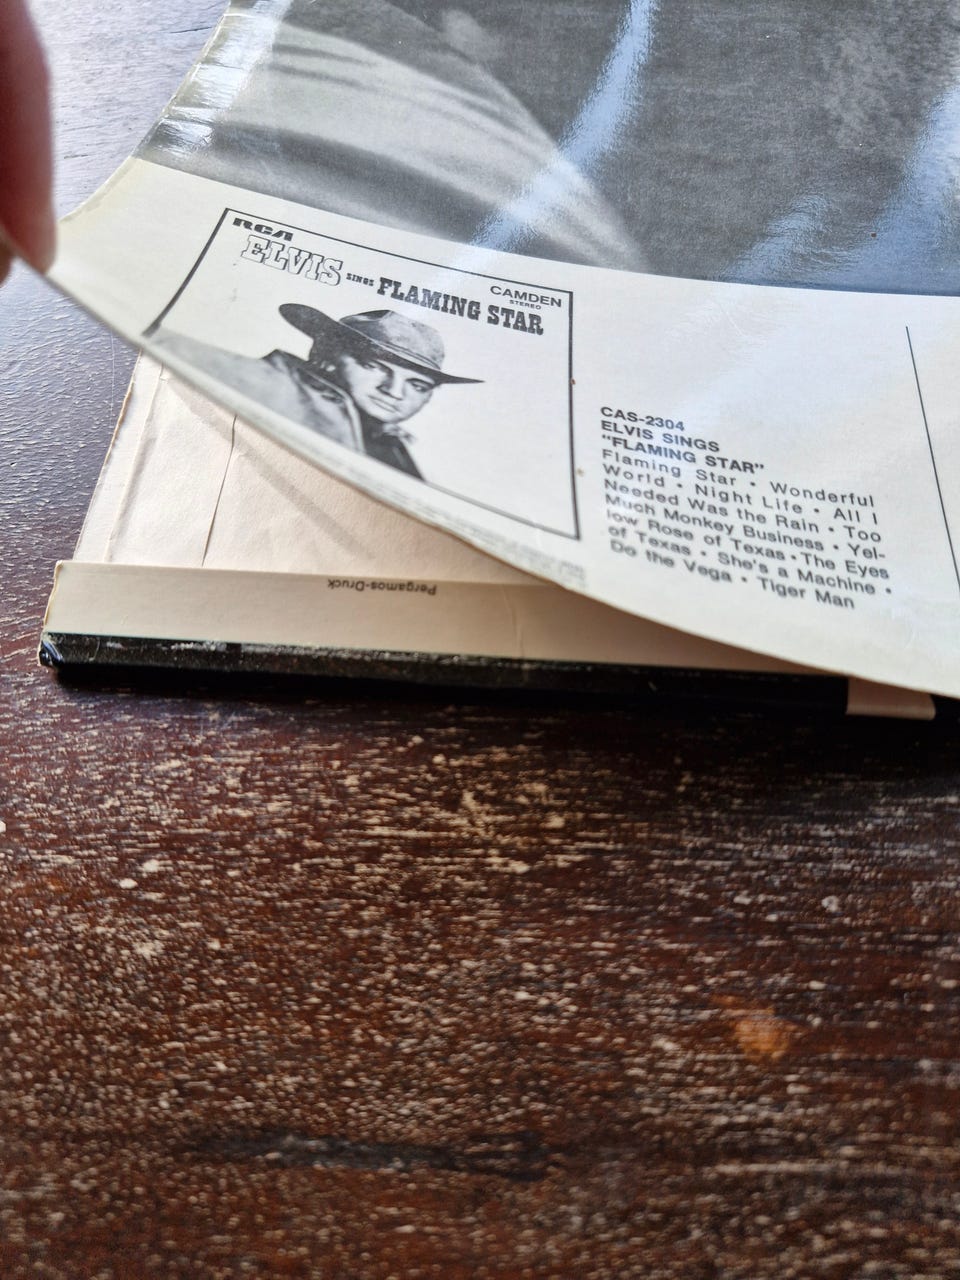 RCA
ELVIS SINGS FLAMING STAR
CAMDEN
STEREO
CAS-2304
ELVIS SINGS
"FLAMING STAR"
Flaming Star • Wonderful
World • Night Life • All I
Needed Was the Rain • Too
Much Monkey Business • Yel-
low Rose of Texas • The Eyes
of Texas • She's a Machine •
Do the Vega • Tiger Man
Pergamos-Druck